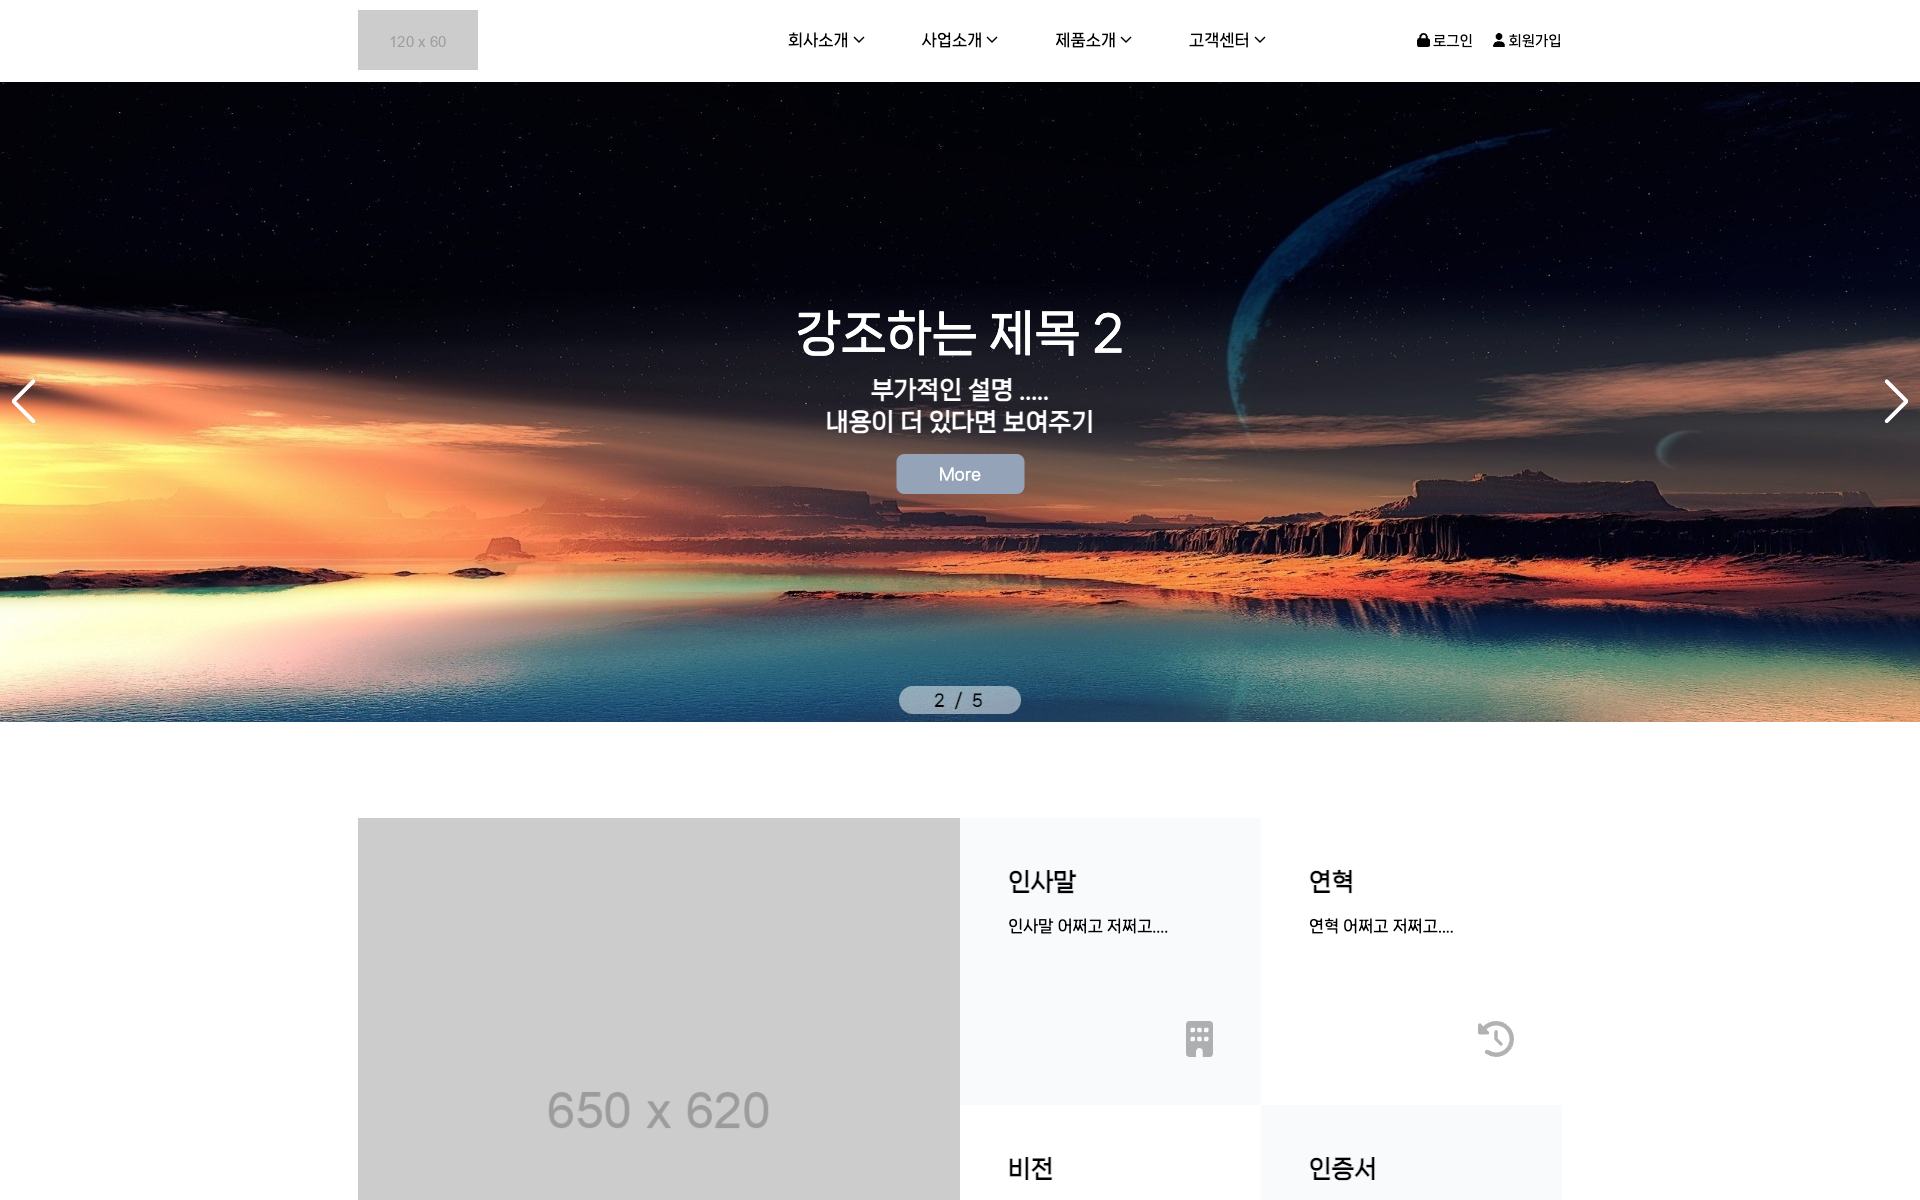 120 x 60
회사소개
사업소개
제품소개
고객센터
로그인
회원가입
강조하는 제목 2
부가적인 설명 .....
내용이 더 있다면 보여주기
More
2 / 5
650 x 620
인사말
인사말 어쩌고 저쩌고....
연혁
연혁 어쩌고 저쩌고....
비전
인증서